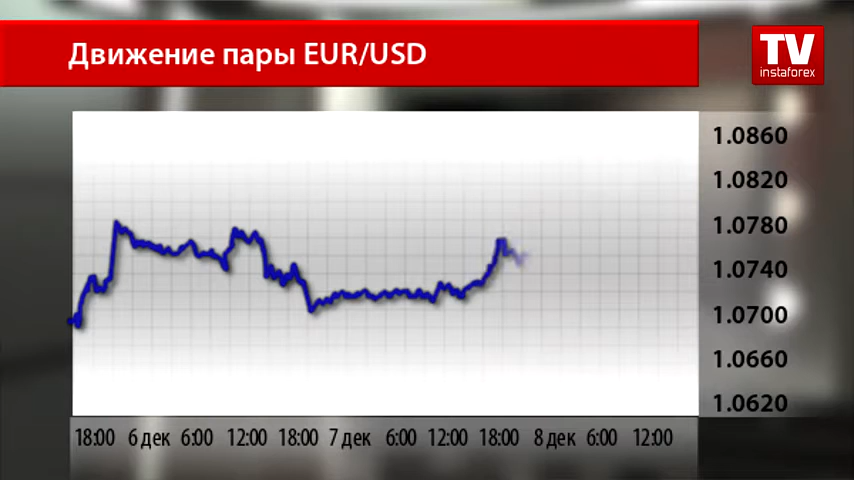 Движение пары EUR/USD
TV
instaforex
1.0860
1.0820
1.0780
1.0740
1.0700
1.0660
1.0620
18:00 6 дек 6:00 12:00 18:00 7 дек 6:00 12:00 18:00 8 дек 6:00 12:00